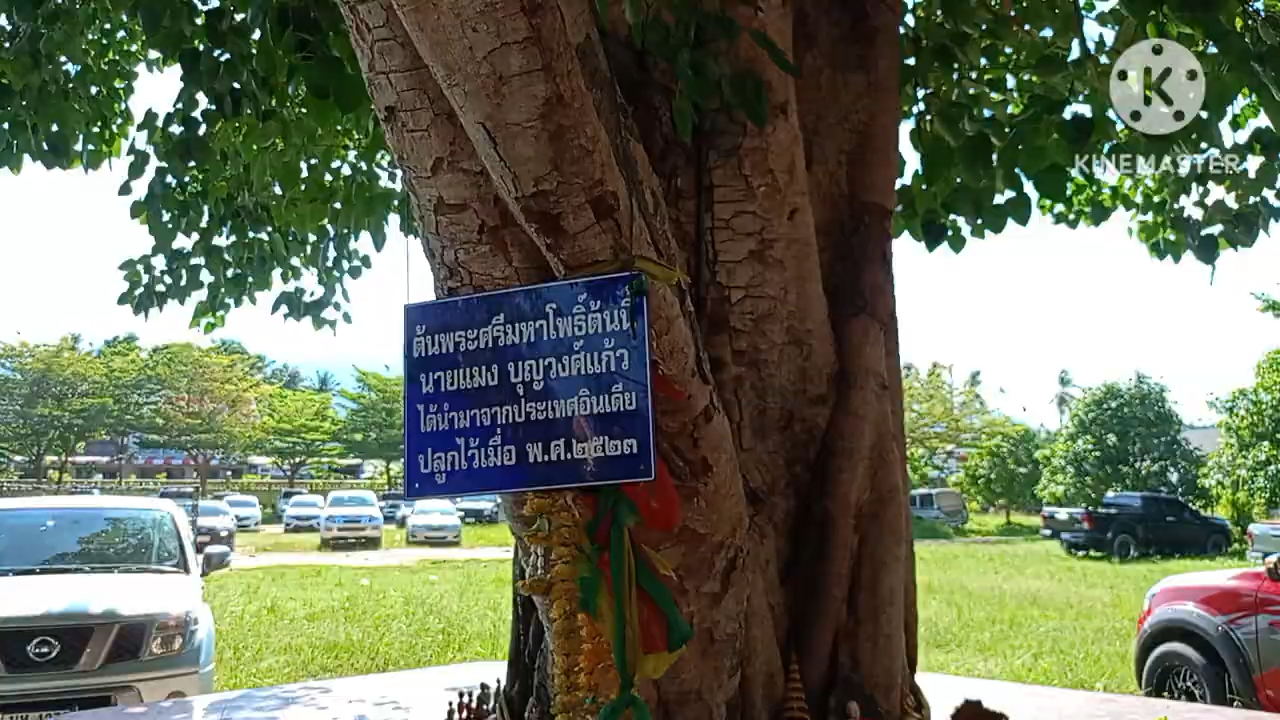 ต้นพระศรีมหาโพธิ์ต้นนี้
นายแมง บุญวงศ์แก้ว
ได้นำมาจากประเทศอินเดีย
ปลูกไว้เมื่อ พ.ศ.๒๕๒๓
K
KINEMASTER